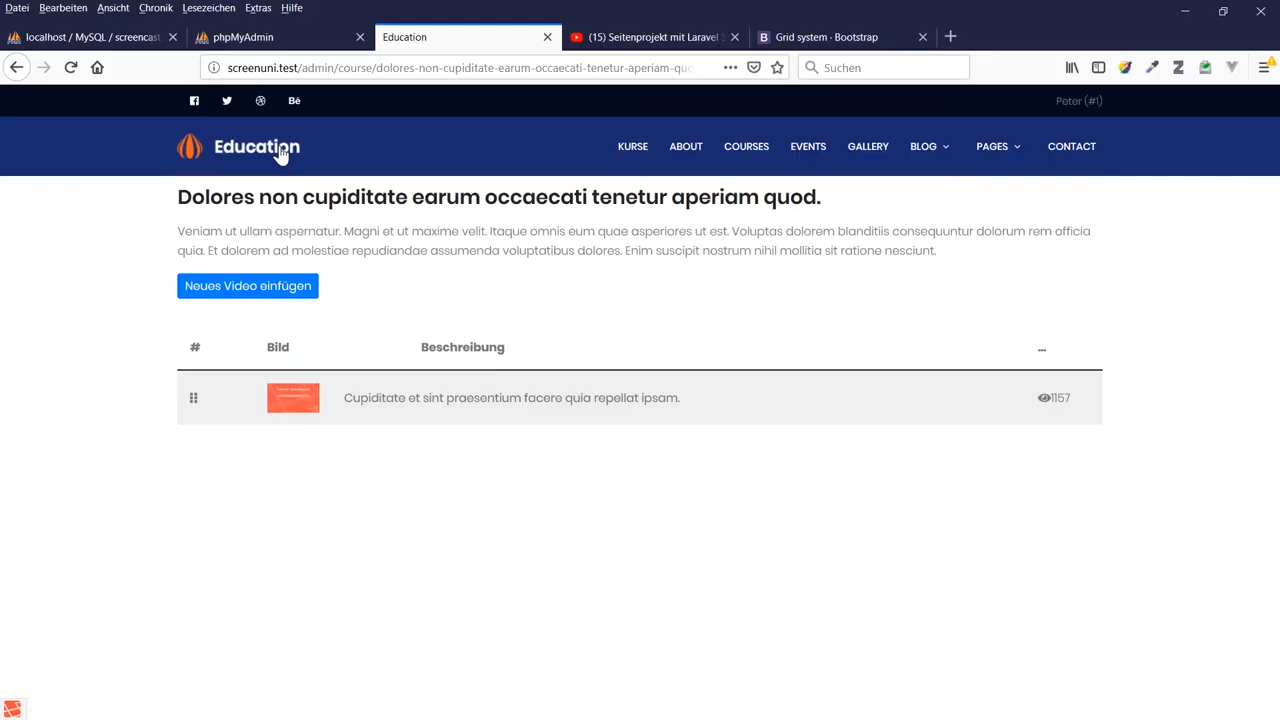 Datei Bearbeiten Ansicht Chronik Lesezeichen Extras Hilfe
localhost / MySQL / screencas
phpMyAdmin
Education
(15) Seitenprojekt mit Laravel
Grid system · Bootstrap
screenuni.test/admin/course/dolores-non-cupiditate-earum-occaecati-tenetur-aperiam-quo
Suchen
Peter (#1)
Education
KURSE ABOUT COURSES EVENTS GALLERY BLOG PAGES CONTACT
Dolores non cupiditate earum occaecati tenetur aperiam quod.
Veniam ut ullam aspernatur. Magni et ut maxime velit. Itaque omnis eum quae asperiores ut est. Voluptas dolorem blanditiis consequuntur dolorum rem officia
quia. Et dolorem ad molestiae repudiandae assumenda voluptatibus dolores. Enim suscipit nostrum nihil mollitia sit ratione nesciunt.
Neues Video einfügen
# Bild Beschreibung ...
Cupiditate et sint praesentium facere quia repellat ipsam. 1157